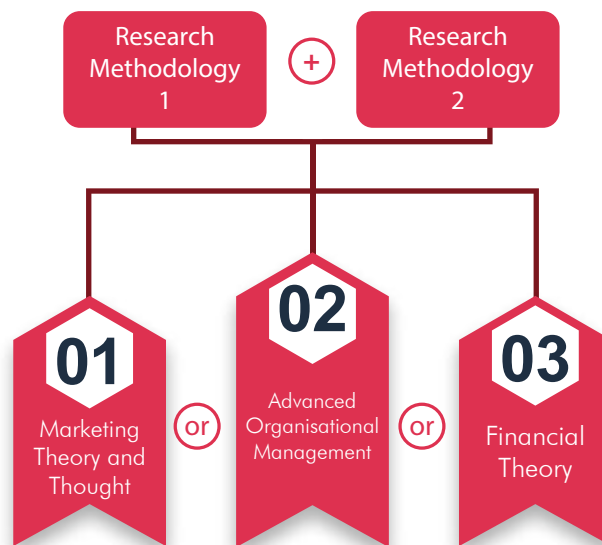 Research
Methodology
1
+
Research
Methodology
2
01
Marketing
Theory and
Thought
or
02
Advanced
Organisational
Management
or
03
Financial
Theory